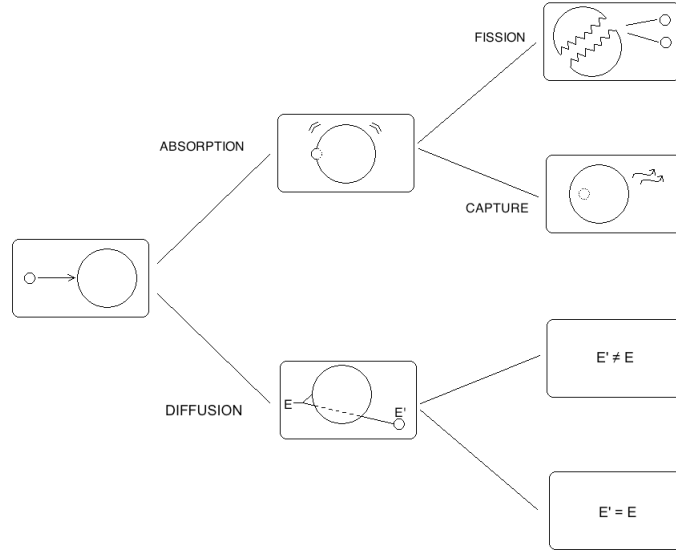 FISSION
ABSORPTION
CAPTURE
E' ≠ E
DIFFUSION
E
E'
E' = E